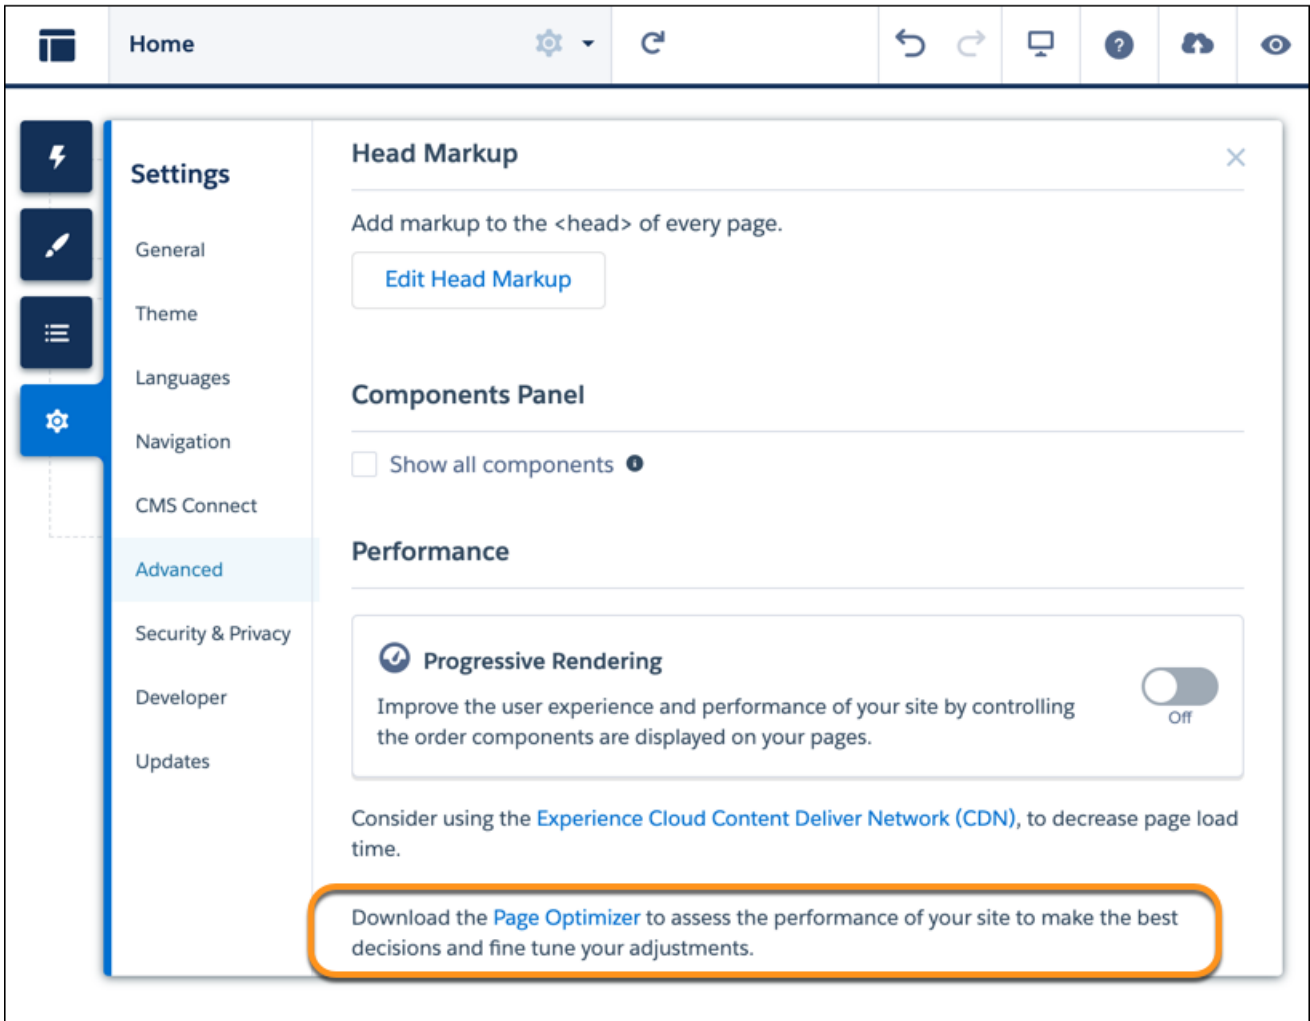 Home
Settings
General
Theme
Languages
Navigation
CMS Connect
Advanced
Security & Privacy
Developer
Updates
Head Markup
Add markup to the <head> of every page.
Edit Head Markup
Components Panel
Show all components
Performance
Progressive Rendering
Improve the user experience and performance of your site by controlling
the order components are displayed on your pages.
Off
Consider using the Experience Cloud Content Deliver Network (CDN), to decrease page load
time.
Download the Page Optimizer to assess the performance of your site to make the best
decisions and fine tune your adjustments.